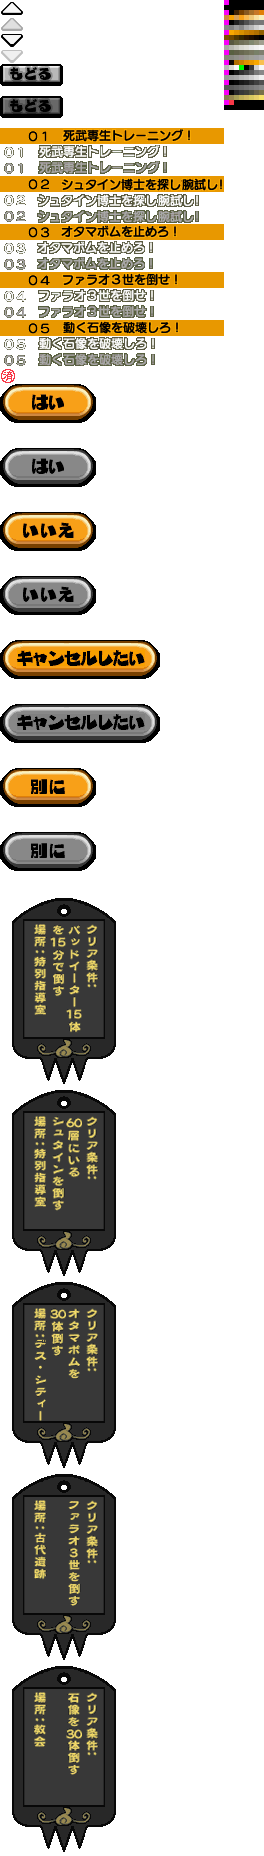 もどる
もどる
01 死武専生トレーニング！
01 死武専生トレーニング！
01 死武専生トレーニング！
02 シュタイン博士を探し腕試し!
02 シュタイン博士を探し腕試し!
02 シュタイン博士を探し腕試し!
03 オタマボムを止めろ！
03 オタマボムを止めろ！
03 オタマボムを止めろ！
04 ファラオ3世を倒せ！
04 ファラオ3世を倒せ！
04 ファラオ3世を倒せ！
05 動く石像を破壊しろ！
05 動く石像を破壊しろ！
05 動く石像を破壊しろ！
済
はい
はい
いいえ
いいえ
キャンセルしたい
キャンセルしたい
別に
別に
クリア条件:
バッドイーター15体
を15分で倒す
場所:特別指導室
クリア条件:
60層にいる
シュタインを倒す
場所:特別指導室
クリア条件:
オタマボムを
30体倒す
場所:デス・シティー
クリア条件:
ファラオ3世を倒す
場所:古代遺跡
クリア条件:
石像を30体倒す
場所:教会